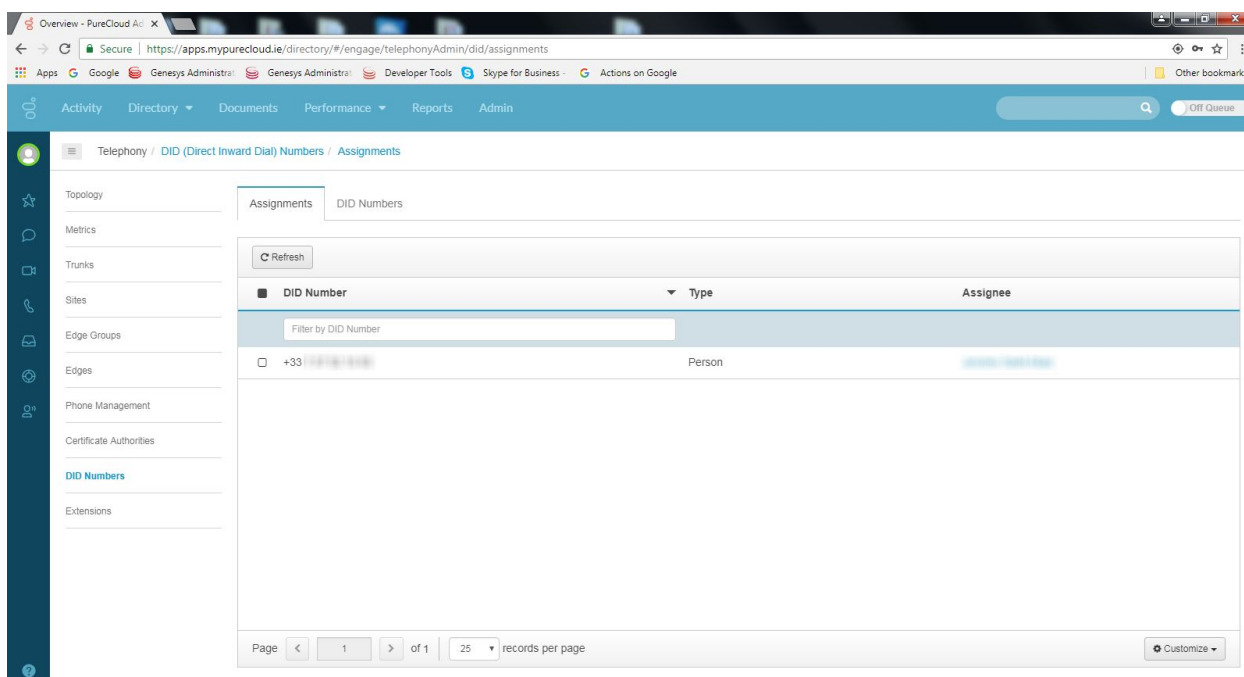 Overview - PureCloud Ad
Secure | https://apps.mypurecloud.ie/directory/#/engage/telephonyAdmin/did/assignments
Apps Google Genesys Administrat Genesys Administrat Developer Tools Skype for Business - Actions on Google Other bookmark
Activity Directory Documents Performance Reports Admin Off Queue
Telephony / DID (Direct Inward Dial) Numbers / Assignments
Topology
Assignments DID Numbers
Metrics
Refresh
Trunks
DID Number Type Assignee
Sites
Filter by DID Number
Edge Groups
+33 Person
Edges
Phone Management
Certificate Authorities
DID Numbers
Extensions
Page 1 of 1 25 records per page Customize